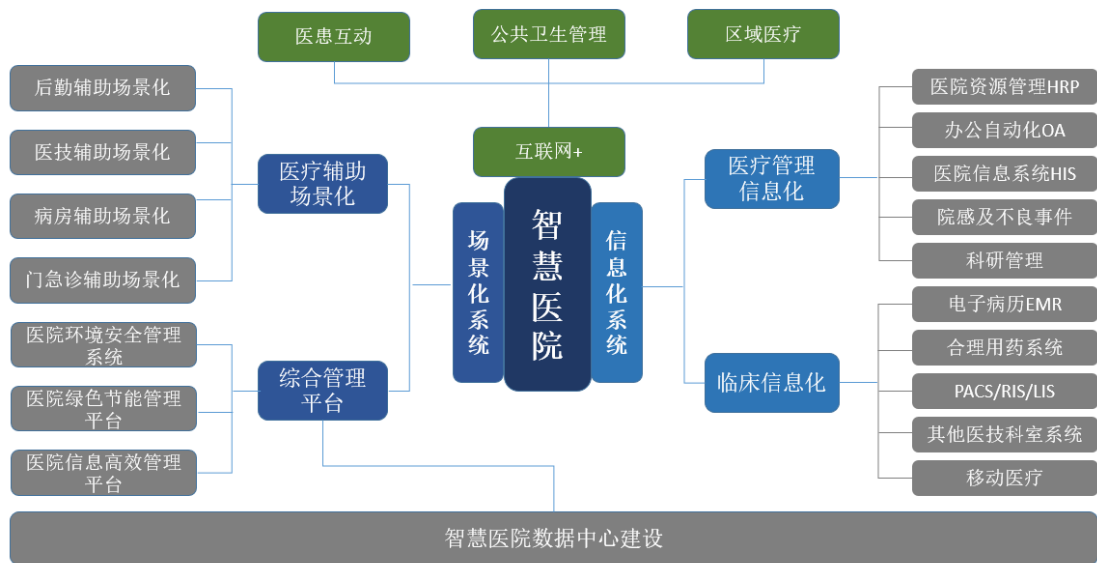 医患互动
公共卫生管理
区域医疗
互联网+
后勤辅助场景化
医技辅助场景化
病房辅助场景化
门急诊辅助场景化
医疗辅助
场景化
医院环境安全管理
系统
医院绿色节能管理
平台
医院信息高效管理
平台
综合管理
平台
场景化系统
智慧医院
信息化系统
医疗管理
信息化
医院资源管理HRP
办公自动化OA
医院信息系统HIS
院感及不良事件
科研管理
临床信息化
电子病历EMR
合理用药系统
PACS/RIS/LIS
其他医技科室系统
移动医疗
智慧医院数据中心建设